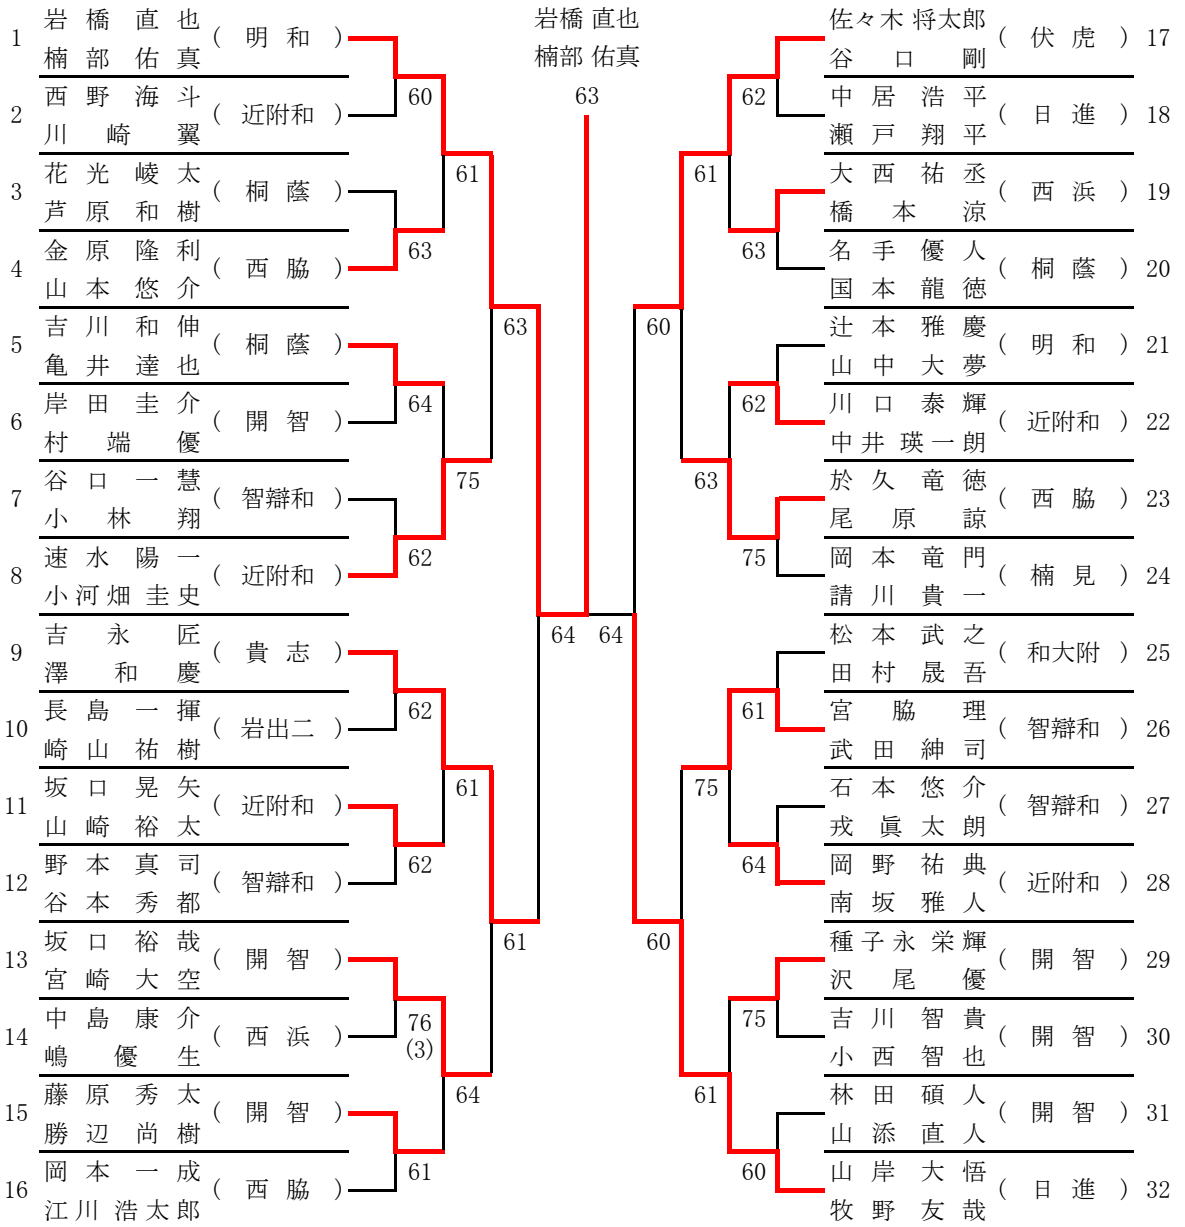 岩橋 直也
楠部 佑真
63
1 岩橋直也 楠部佑真 (明和)
2 西野海斗 川崎翼 (近附和)
3 花光崚太 芦原和樹 (桐蔭)
4 金原隆利 山本悠介 (西脇)
5 吉川和伸 亀井達也 (桐蔭)
6 岸田圭介 村端優 (開智)
7 谷口一慧 小林翔 (智辯和)
8 速水陽一 小河畑圭史 (近附和)
9 吉永匠 澤和慶 (貴志)
10 長島一揮 崎山祐樹 (岩出二)
11 坂口晃矢 山崎裕太 (近附和)
12 野本真司 谷本秀都 (智辯和)
13 坂口裕哉 宮崎大空 (開智)
14 中島康介 嶋優生 (西浜)
15 藤原秀太 勝辺尚樹 (開智)
16 岡本一成 江川浩太郎 (西脇)
60
63
64
62
62
62
76
(3)
61
61
75
61
64
63
61
64
64
60
60
61
63
75
61
62
63
62
75
61
64
75
60
佐々木将太郎 谷口剛 (伏虎) 17
中居浩平 瀬戸翔平 (日進) 18
大西祐丞 橋本涼 (西浜) 19
名手優人 国本龍徳 (桐蔭) 20
辻本雅慶 山中大夢 (明和) 21
川口泰輝 中井瑛一朗 (近附和) 22
於久竜徳 尾原諒 (西脇) 23
岡本竜門 請川貴一 (楠見) 24
松本武之 田村晟吾 (和大附) 25
宮脇理 武田紳司 (智辯和) 26
石本悠介 戎眞太朗 (智辯和) 27
岡野祐典 南坂雅人 (近附和) 28
種子永栄輝 沢尾優 (開智) 29
吉川智貴 小西智也 (開智) 30
林田碩人 山添直人 (開智) 31
山岸大悟 牧野友哉 (日進) 32